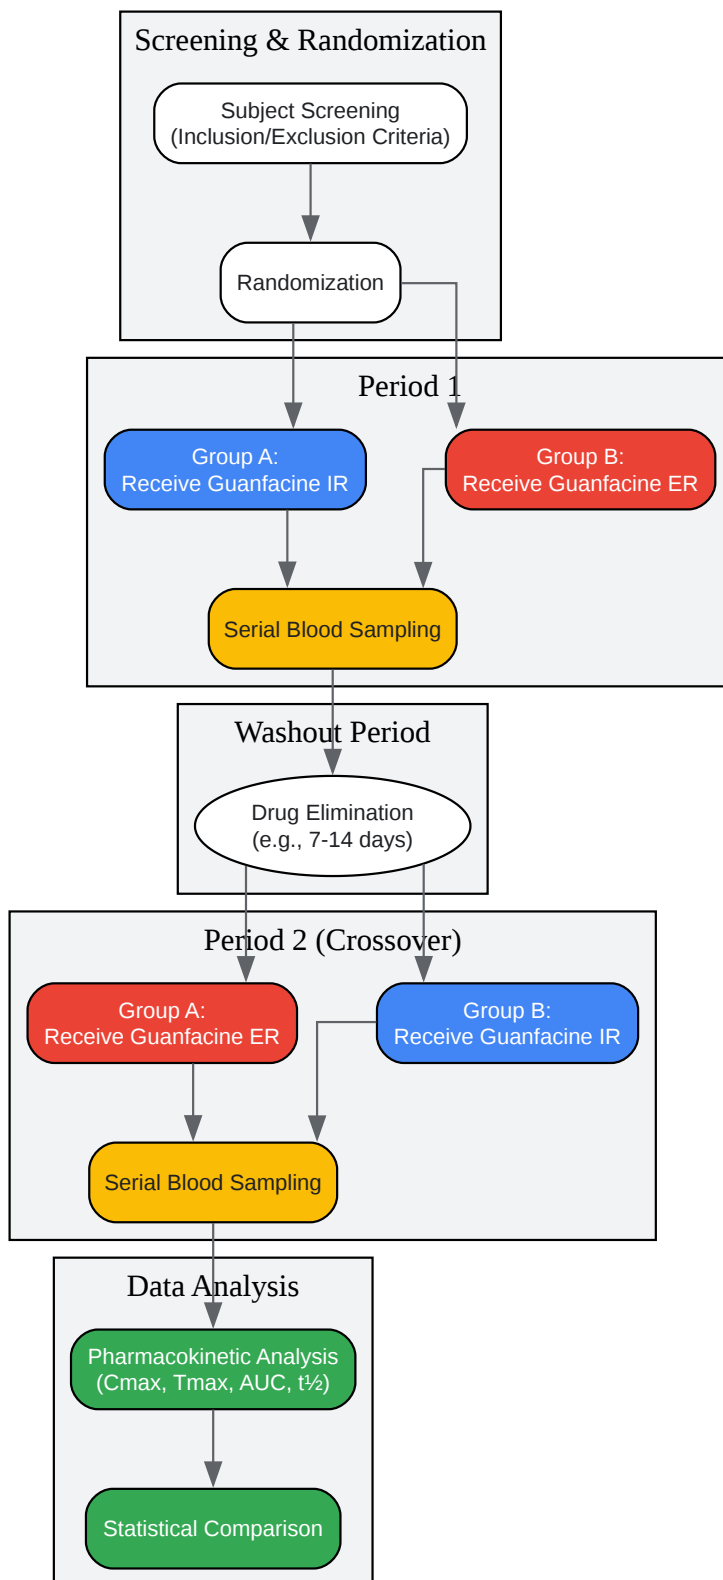 Screening & Randomization
Subject Screening
(Inclusion/Exclusion Criteria)
Randomization
Period 1
Group A:
Receive Guanfacine IR
Group B:
Receive Guanfacine ER
Serial Blood Sampling
Washout Period
Drug Elimination
(e.g., 7-14 days)
Period 2 (Crossover)
Group A:
Receive Guanfacine ER
Group B:
Receive Guanfacine IR
Serial Blood Sampling
Data Analysis
Pharmacokinetic Analysis
(Cmax, Tmax, AUC, t½)
Statistical Comparison